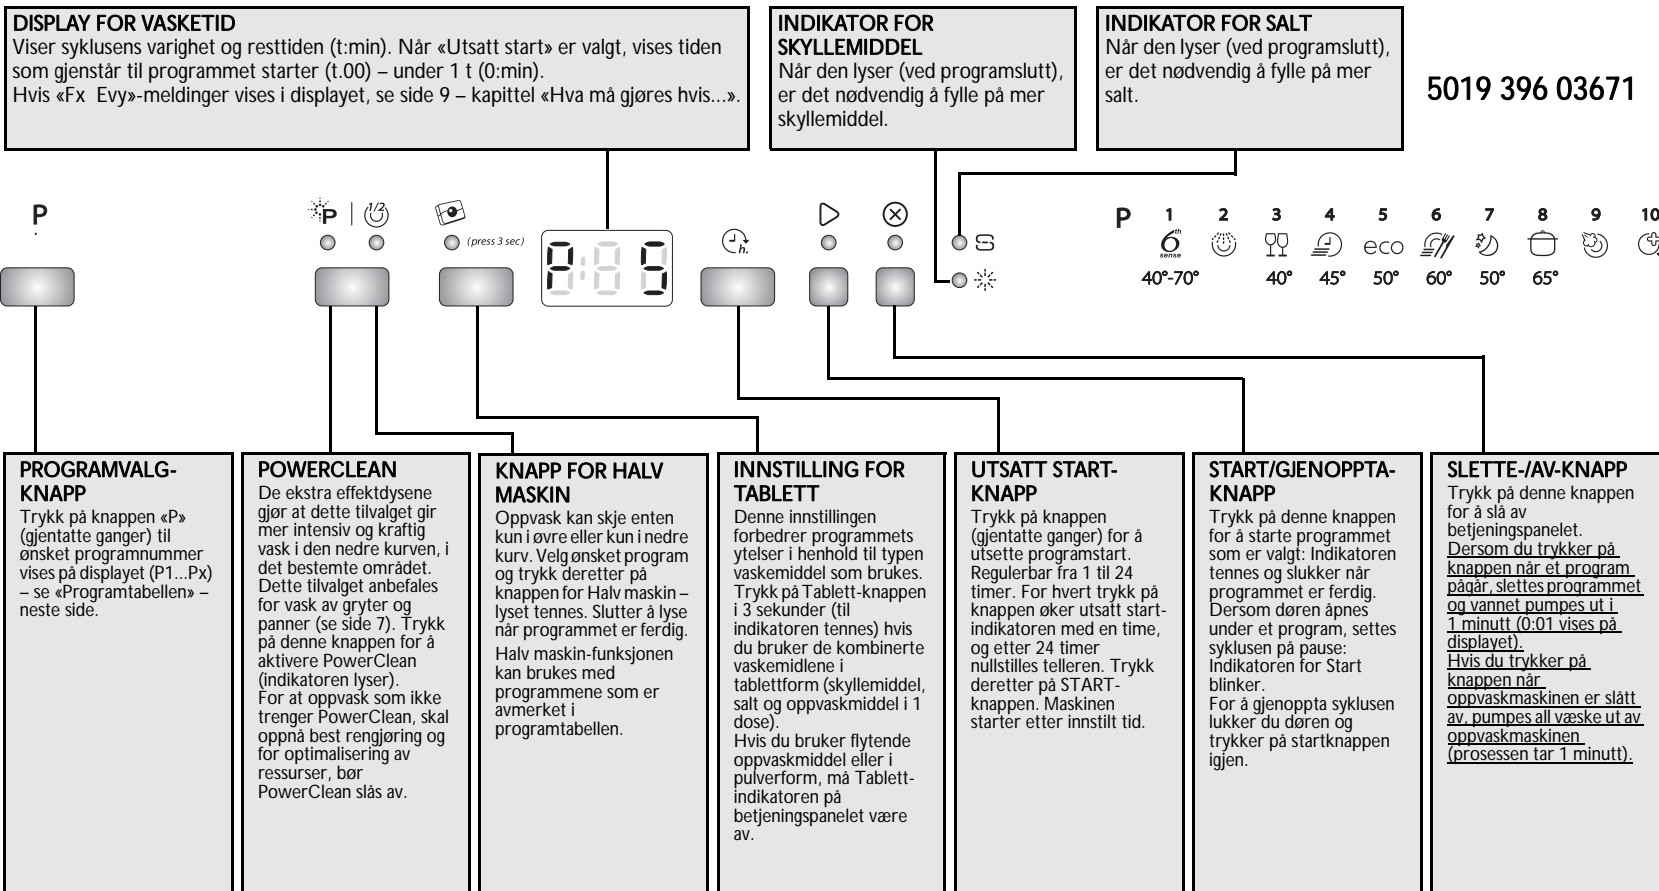 DISPLAY FOR VASKETID
Viser syklusens varighet og resttiden (t:min). Når «Utsatt start» er valgt, vises tiden
som gjenstår til programmet starter (t.00) – under 1 t (0:min).
Hvis «Fx Evy»-meldinger vises i displayet, se side 9 – kapittel «Hva må gjøres hvis...».
INDIKATOR FOR
SKYLLEMIDDEL
Når den lyser (ved programslutt),
er det nødvendig å fylle på mer
skyllemiddel.
INDIKATOR FOR SALT
Når den lyser (ved programslutt),
er det nødvendig å fylle på mer
salt.
5019 396 03671
P
P | 1/2
(press 3 sec)
P S
h.
S
P 1 2 3 4 5 6 7 8 9 10
6th sense eco
40°-70° 40° 45° 50° 60° 50° 65°
PROGRAMVALG-
KNAPP
Trykk på knappen «P»
(gjentatte ganger) til
ønsket programnummer
vises på displayet (P1...Px)
– se «Programtabellen» –
neste side.
POWERCLEAN
De ekstra effektdysene
gjør at dette tilvalget gir
mer intensiv og kraftig
vask i den nedre kurven, i
det bestemte området.
Dette tilvalget anbefales
for vask av gryter og
panner (se side 7). Trykk
på denne knappen for å
aktivere PowerClean
(indikatoren lyser).
For at oppvask som ikke
trenger PowerClean, skal
oppnå best rengjøring og
for optimalisering av
ressurser, bør
PowerClean slås av.
KNAPP FOR HALV
MASKIN
Oppvask kan skje enten
kun i øvre eller kun i nedre
kurv. Velg ønsket program
og trykk deretter på
knappen for Halv maskin –
lyset tennes. Slutter å lyse
når programmet er ferdig.
Halv maskin-funksjonen
kan brukes med
programmene som er
avmerket i
programtabellen.
INNSTILLING FOR
TABLETT
Denne innstillingen
forbedrer programmets
ytelser i henhold til typen
vaskemiddel som brukes.
Trykk på Tablett-knappen
i 3 sekunder (til
indikatoren tennes) hvis
du bruker de kombinerte
vaskemidlene i
tablettform (skyllemiddel,
salt og oppvaskmiddel i 1
dose).
Hvis du bruker flytende
oppvaskmiddel eller i
pulverform, må Tablett-
indikatoren på
betjeningspanelet være
av.
UTSATT START-
KNAPP
Trykk på knappen
(gjentatte ganger) for å
utsette programstart.
Regulerbar fra 1 til 24
timer. For hvert trykk på
knappen øker utsatt start-
indikatoren med en time,
og etter 24 timer
nullstilles telleren. Trykk
deretter på START-
knappen. Maskinen
starter etter innstilt tid.
START/GJENOPPTA-
KNAPP
Trykk på denne knappen
for å starte programmet
som er valgt: Indikatoren
tennes og slukker når
programmet er ferdig.
Dersom døren åpnes
under et program, settes
syklusen på pause:
Indikatoren for Start
blinker.
For å gjenoppta syklusen
lukker du døren og
trykker på startknappen
igjen.
SLETTE-/AV-KNAPP
Trykk på denne knappen
for å slå av
betjeningspanelet.
Dersom du trykker på
knappen når et program
pågår, slettes programmet
og vannet pumpes ut i
1 minutt (0:01 vises på
displayet).
Hvis du trykker på
knappen når
oppvaskmaskinen er slått
av, pumpes all væske ut av
oppvaskmaskinen
(prosessen tar 1 minutt).